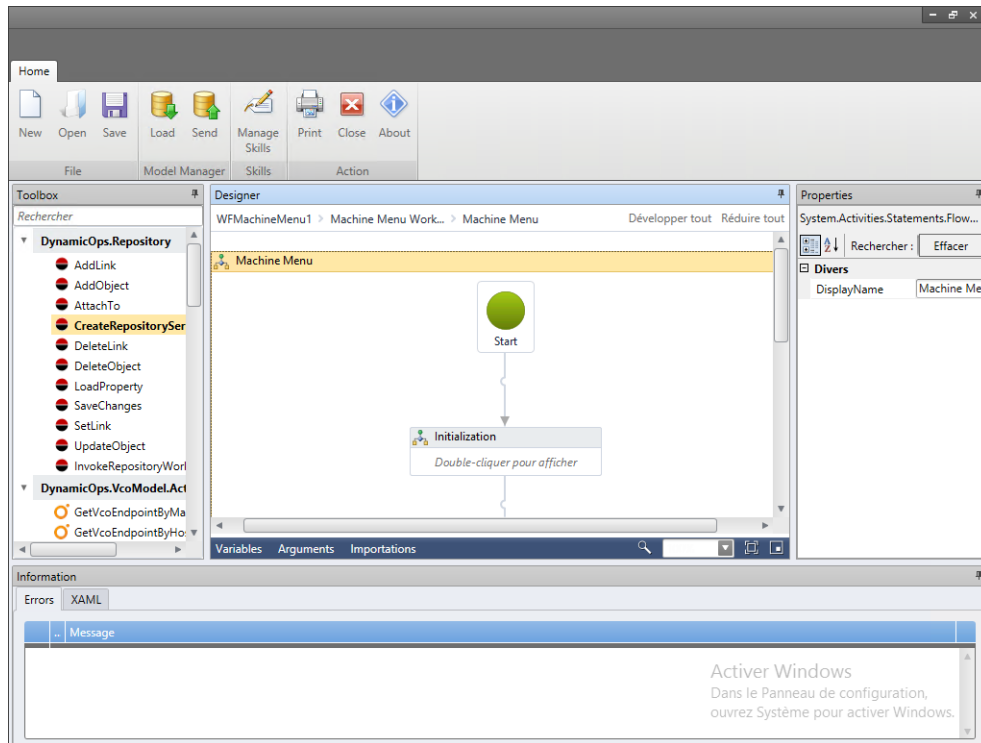 Home
New Open Save Load Send Manage Skills Print Close About
File Model Manager Skills Action
Toolbox
Rechercher
DynamicOps.Repository
AddLink
AddObject
AttachTo
CreateRepositorySer
DeleteLink
DeleteObject
LoadProperty
SaveChanges
SetLink
UpdateObject
InvokeRepositoryWorl
DynamicOps.VcoModel.Act
GetVcoEndpointByMa
GetVcoEndpointByHo
Designer
WFMachineMenu1 > Machine Menu Work... > Machine Menu Développer tout Réduire tout
Machine Menu
Start
Initialization
Double-cliquer pour afficher
Variables Arguments Importations
Properties
System.Activities.Statements.Flow...
Rechercher : Effacer
Divers
DisplayName Machine Me
Information
Errors XAML
.. Message
Activer Windows
Dans le Panneau de configuration,
ouvrez Système pour activer Windows.